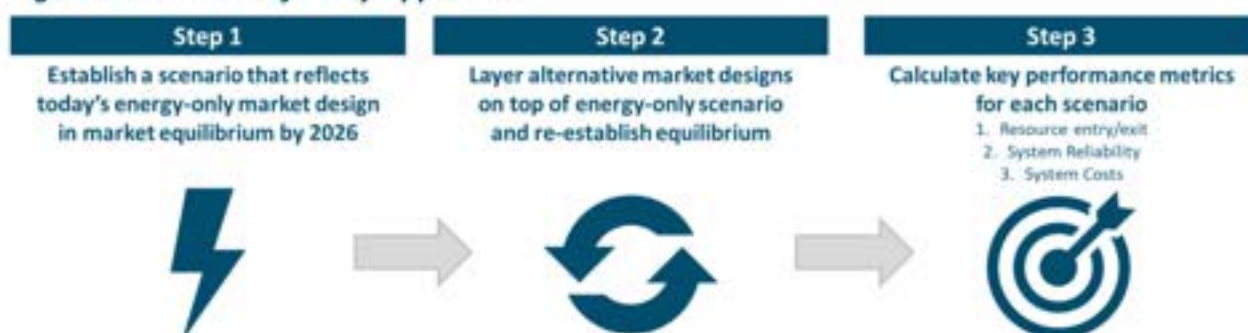 Step 1
Establish a scenario that reflects
today's energy-only market design
in market equilibrium by 2026
Step 2
Layer alternative market designs
on top of energy-only scenario
and re-establish equilibrium
Step 3
Calculate key performance metrics
for each scenario
1. Resource entry/exit
2. System Reliability
3. System Costs